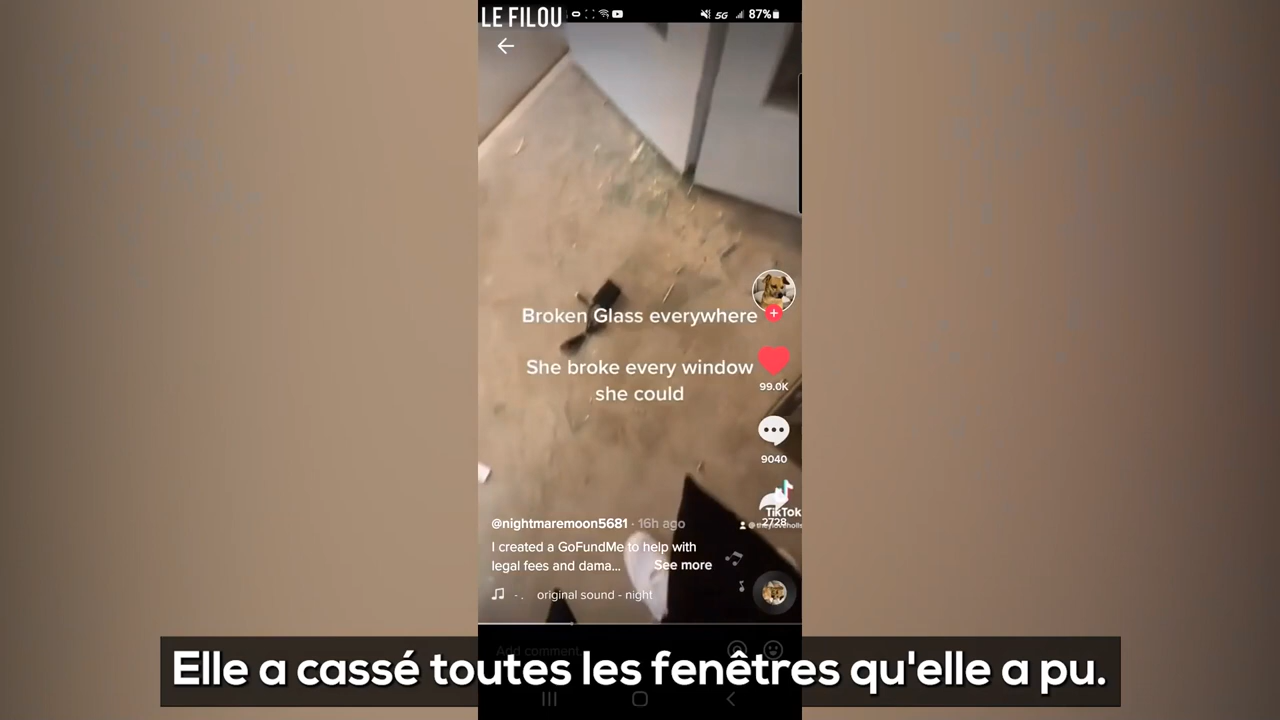 LE FILOU
5G
87%
Broken Glass everywhere
She broke every window
she could
99.0K
9040
TikTok
2728
@nightmaremoon5681 · 16h ago
I created a GoFundMe to help with
legal fees and dama... See more
original sound - night
Add comment
Elle a cassé toutes les fenêtres qu'elle a pu.